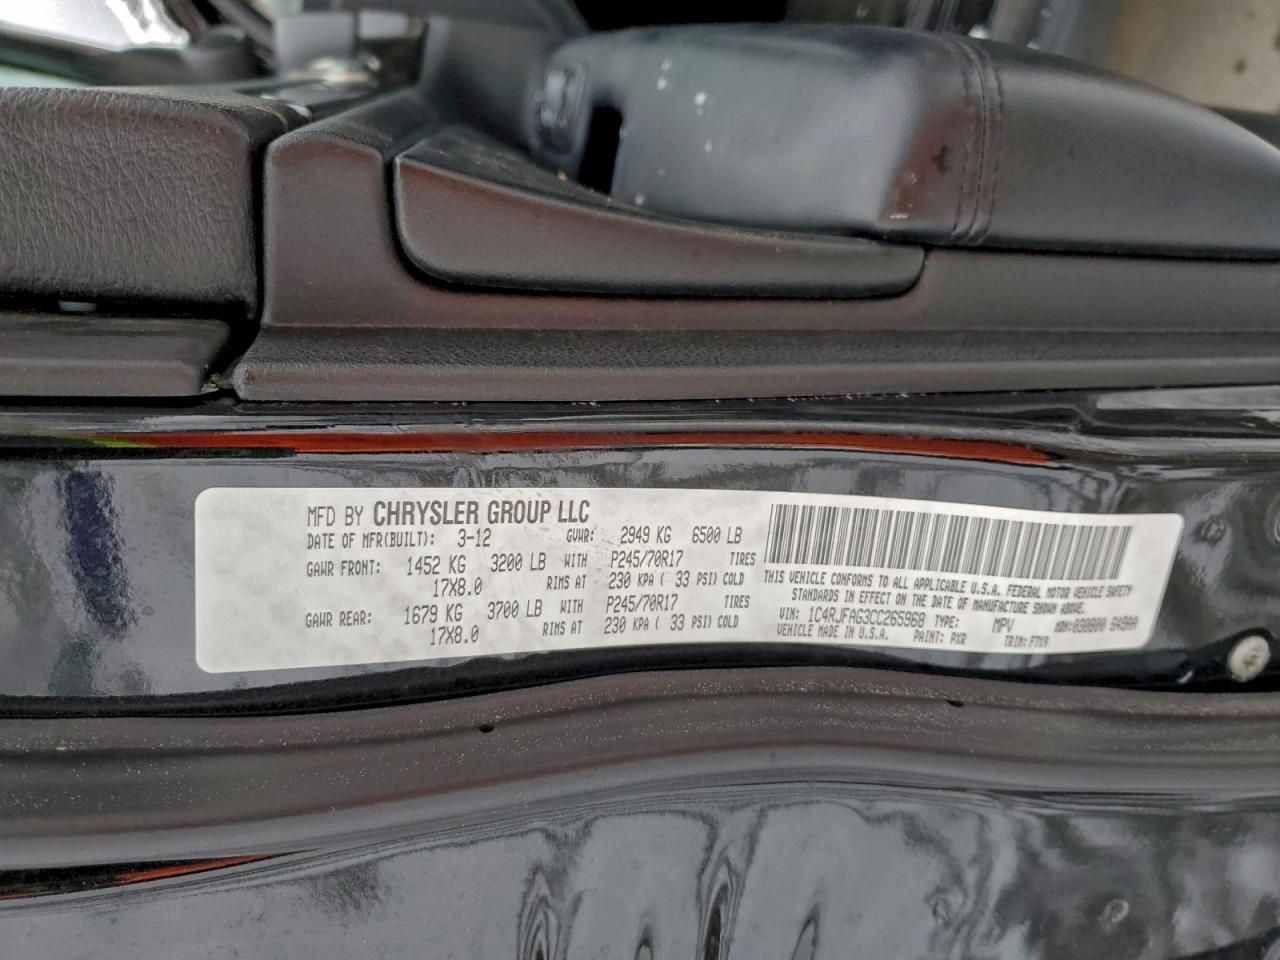 MFD BY CHRYSLER GROUP LLC
DATE OF MFR(BUILT): 3-12 GVWR: 2949 KG 6500 LB
GAWR FRONT: 1452 KG 3200 LB WITH P245/70R17 TIRES
17X8.0 RIMS AT 230 KPA ( 33 PSI) COLD
GAWR REAR: 1679 KG 3700 LB WITH P245/70R17 TIRES
17X8.0 RIMS AT 230 KPA ( 33 PSI) COLD
THIS VEHICLE CONFORMS TO ALL APPLICABLE U.S.A. FEDERAL MOTOR VEHICLE SAFETY
STANDARDS IN EFFECT ON THE DATE OF MANUFACTURE SHOWN ABOVE.
VIN: 1C4RJFAG3CC265968 TYPE: MPV MDH:030800
VEHICLE MADE IN U.S.A. PAINT: PXR TRIM: F7X9